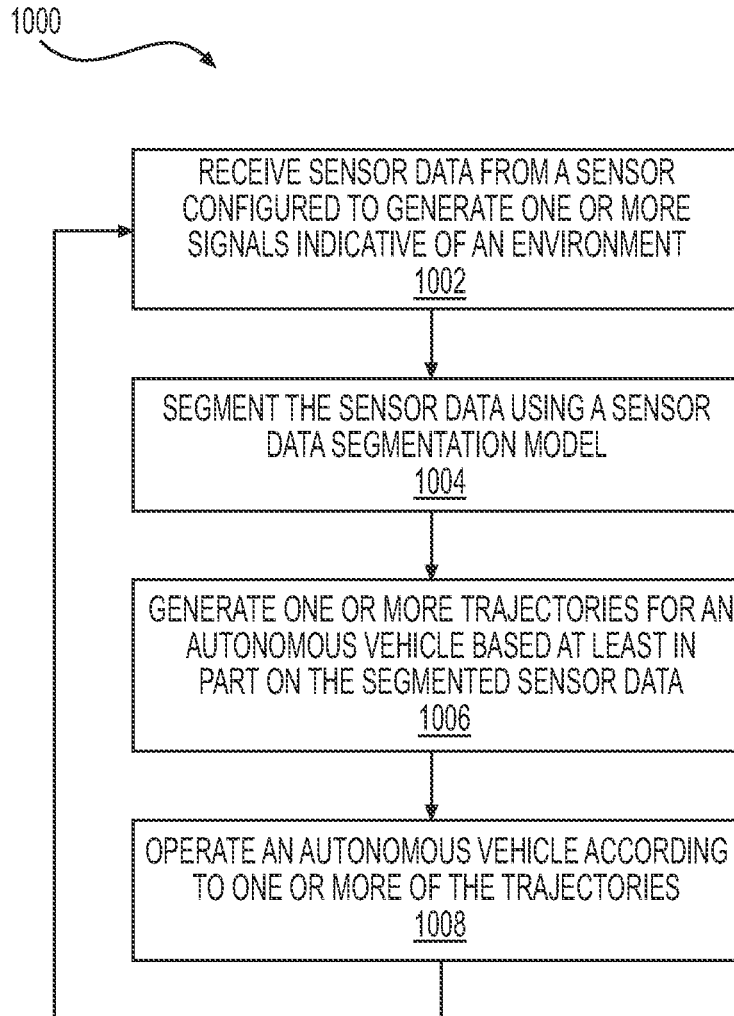 1000
RECEIVE SENSOR DATA FROM A SENSOR
CONFIGURED TO GENERATE ONE OR MORE
SIGNALS INDICATIVE OF AN ENVIRONMENT
1002
SEGMENT THE SENSOR DATA USING A SENSOR
DATA SEGMENTATION MODEL
1004
GENERATE ONE OR MORE TRAJECTORIES FOR AN
AUTONOMOUS VEHICLE BASED AT LEAST IN
PART ON THE SEGMENTED SENSOR DATA
1006
OPERATE AN AUTONOMOUS VEHICLE ACCORDING
TO ONE OR MORE OF THE TRAJECTORIES
1008